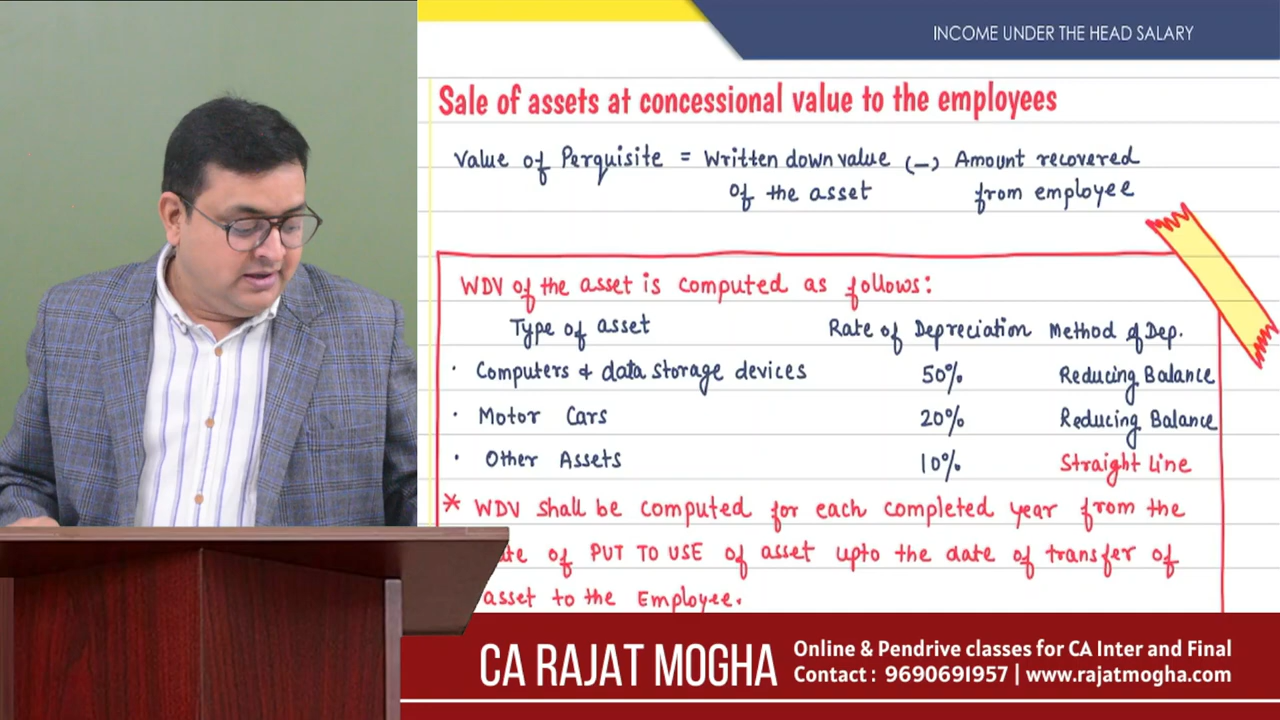 INCOME UNDER THE HEAD SALARY
Sale of assets at concessional value to the employees
Value of Perquisite = Written down value (-) Amount recovered
of the asset from employee
WDV of the asset is computed as follows:
Type of asset Rate of Depreciation Method of Dep.
· Computers & data storage devices 50% Reducing Balance
· Motor Cars 20% Reducing Balance
· Other Assets 10% Straight Line
* WDV shall be computed for each completed year from the
of PUT TO USE of asset upto the date of transfer of
asset to the Employee.
CA RAJAT MOGHA
Online & Pendrive classes for CA Inter and Final
Contact : 9690691957 | www.rajatmogha.com